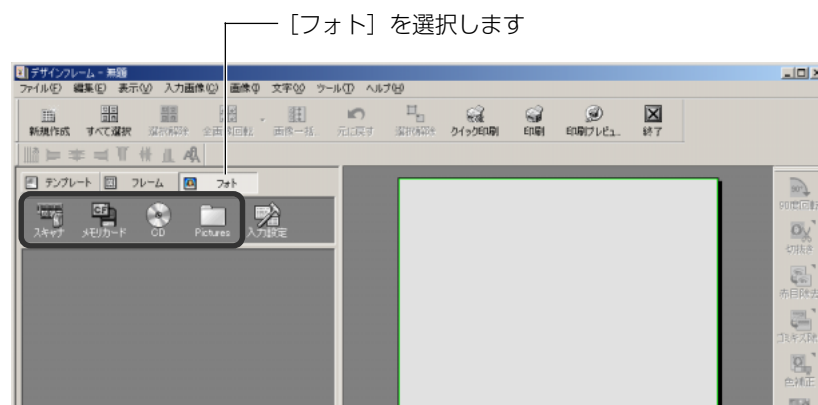 ［フォト］を選択します
デザインフレーム - 無題
ファイル(F) 編集(E) 表示(V) 入力画像(C) 画像(I) 文字(W) ツール(T) ヘルプ(H)
新規作成 すべて選択 選択解除 全画像回転 画像一括.. 元に戻す 選択解除 クイック印刷 印刷 印刷プレビュ... 終了
テンプレート フレーム フォト
スキャナ メモリカード CD Pictures 入力設定
CF
90°
90度回転
切抜き
赤目除去
色補正